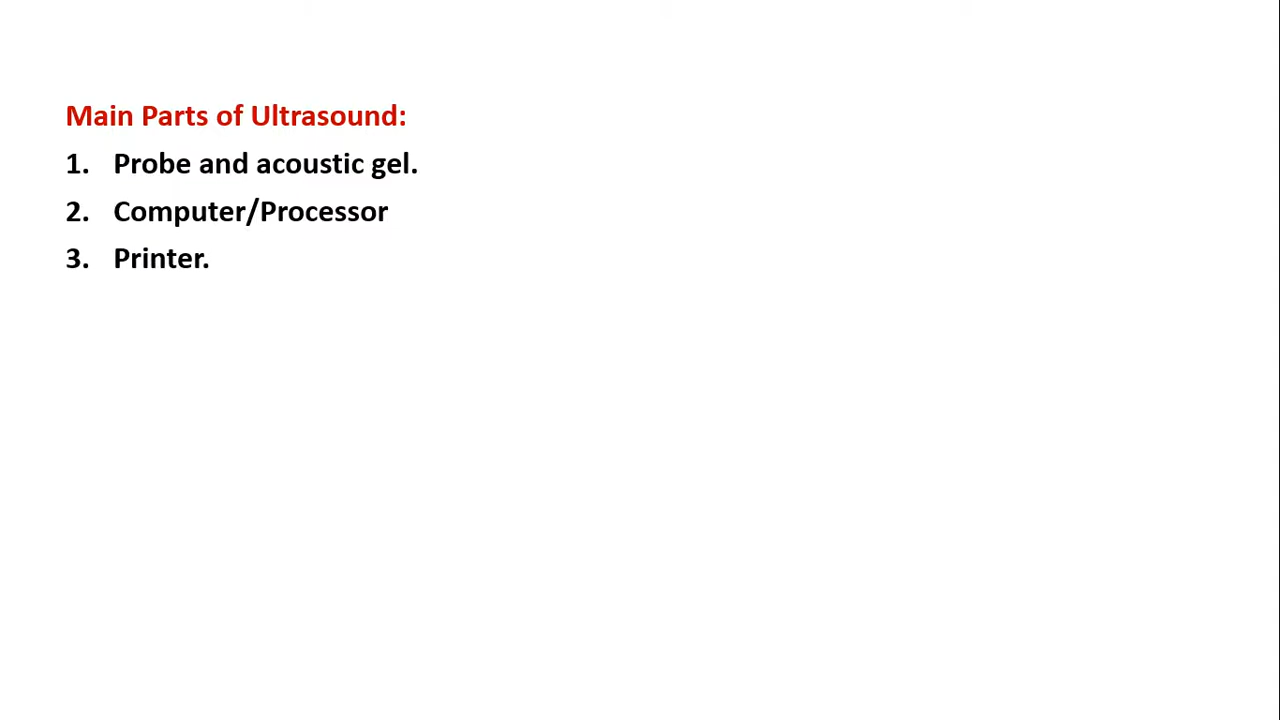 Main Parts of Ultrasound:
1. Probe and acoustic gel.
2. Computer/Processor
3. Printer.